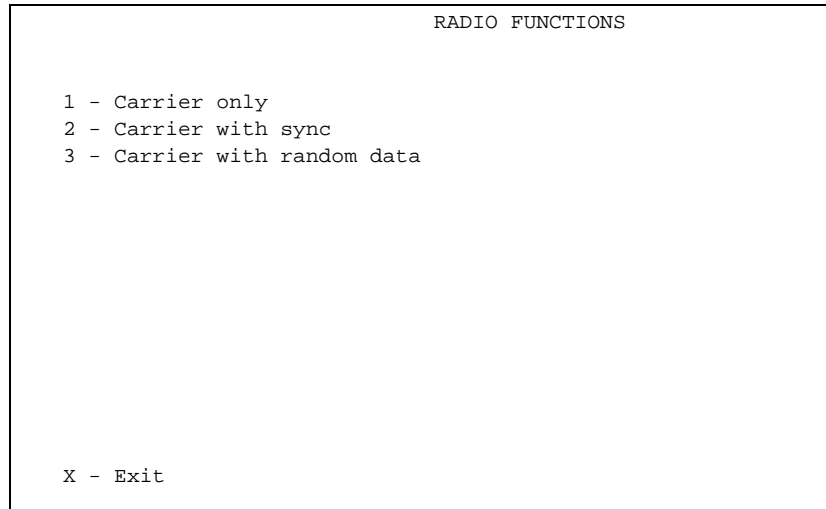 RADIO FUNCTIONS
1 - Carrier only
2 - Carrier with sync
3 - Carrier with random data
X - Exit